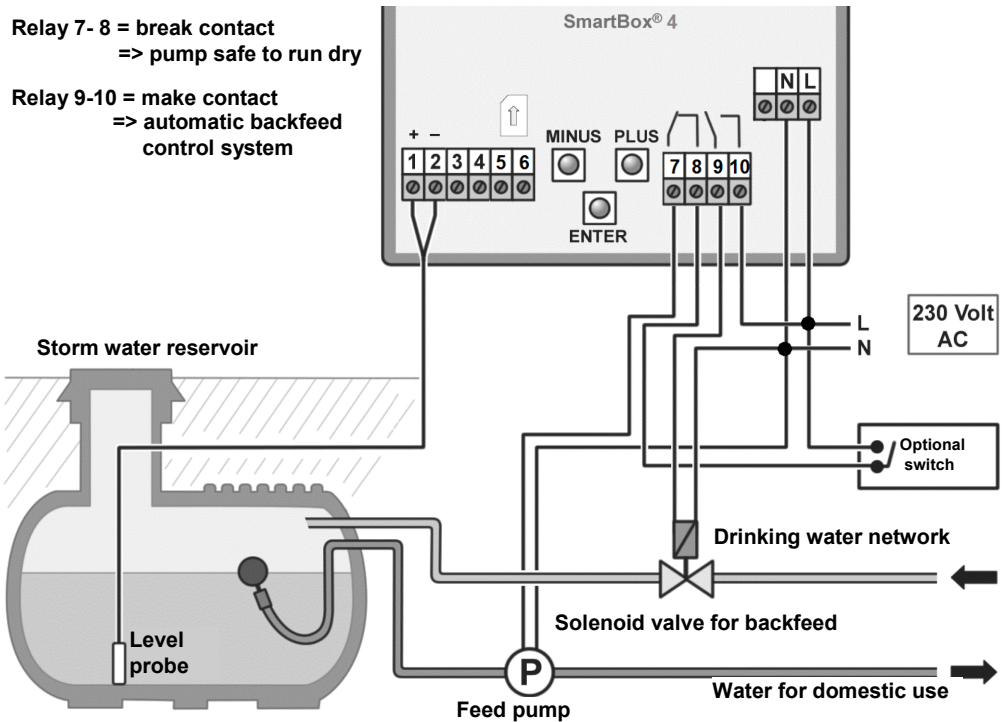 Relay 7- 8 = break contact
=> pump safe to run dry
Relay 9-10 = make contact
=> automatic backfeed
control system
SmartBox® 4
N L
+ –
MINUS PLUS
1 2 3 4 5 6
7 8 9 10
ENTER
L
N
230 Volt
AC
Storm water reservoir
Optional
switch
Drinking water network
Solenoid valve for backfeed
Level
probe
P
Water for domestic use
Feed pump